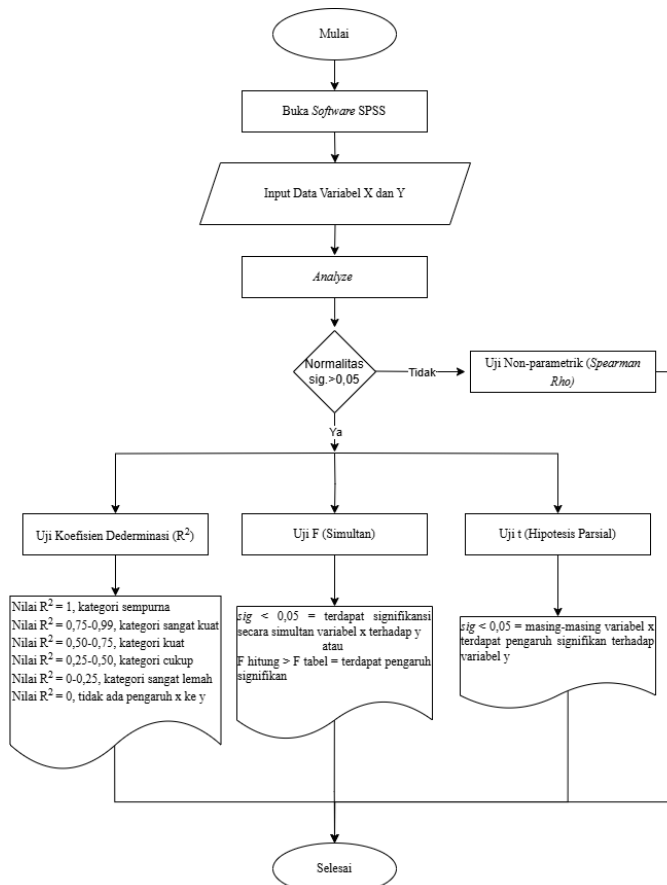 Mulai
Buka Software SPSS
Input Data Variabel X dan Y
Analyze
Normalitas
sig.>0,05
Tidak
Uji Non-parametrik (Spearman
Rho)
Ya
Uji Koefisien Dederminasi (R²)
Uji F (Simultan)
Uji t (Hipotesis Parsial)
Nilai R² = 1, kategori sempurna
Nilai R² = 0,75-0,99, kategori sangat kuat
Nilai R² = 0,50-0,75, kategori kuat
Nilai R² = 0,25-0,50, kategori cukup
Nilai R² = 0-0,25, kategori sangat lemah
Nilai R² = 0, tidak ada pengaruh x ke y
sig < 0,05 = terdapat signifikansi
secara simultan variabel x terhadap y
atau
F hitung > F tabel = terdapat pengaruh
signifikan
sig < 0,05 = masing-masing variabel x
terdapat pengaruh signifikan terhadap
variabel y
Selesai